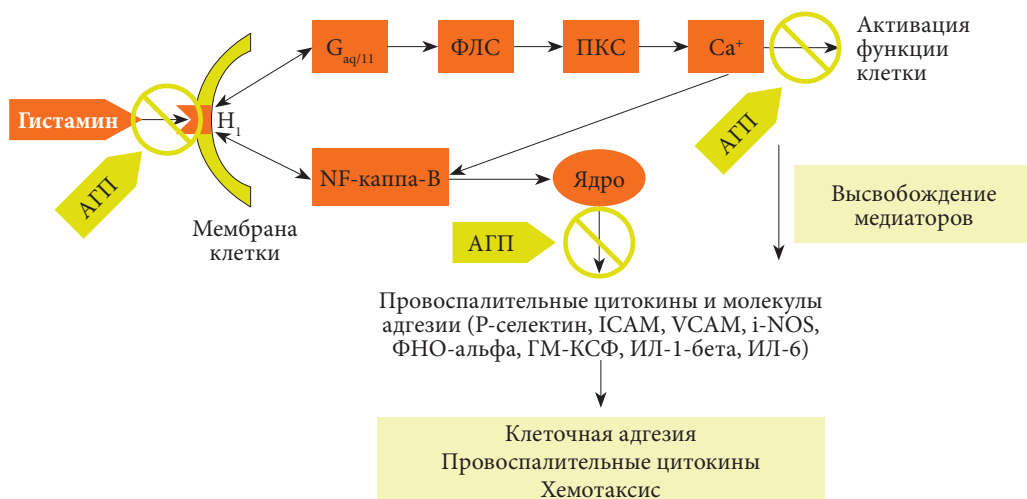 G aq/11
ФЛС
ПКС
Ca+
Активация
функции
клетки
Гистамин
H1
АГП
АГП
NF-каппа-B
Ядро
Мембрана
клетки
АГП
Высвобождение
медиаторов
Провоспалительные цитокины и молекулы
адгезии (P-селектин, ICAM, VCAM, i-NOS,
ФНО-альфа, ГМ-КСФ, ИЛ-1-бета, ИЛ-6)
Клеточная адгезия
Провоспалительные цитокины
Хемотаксис